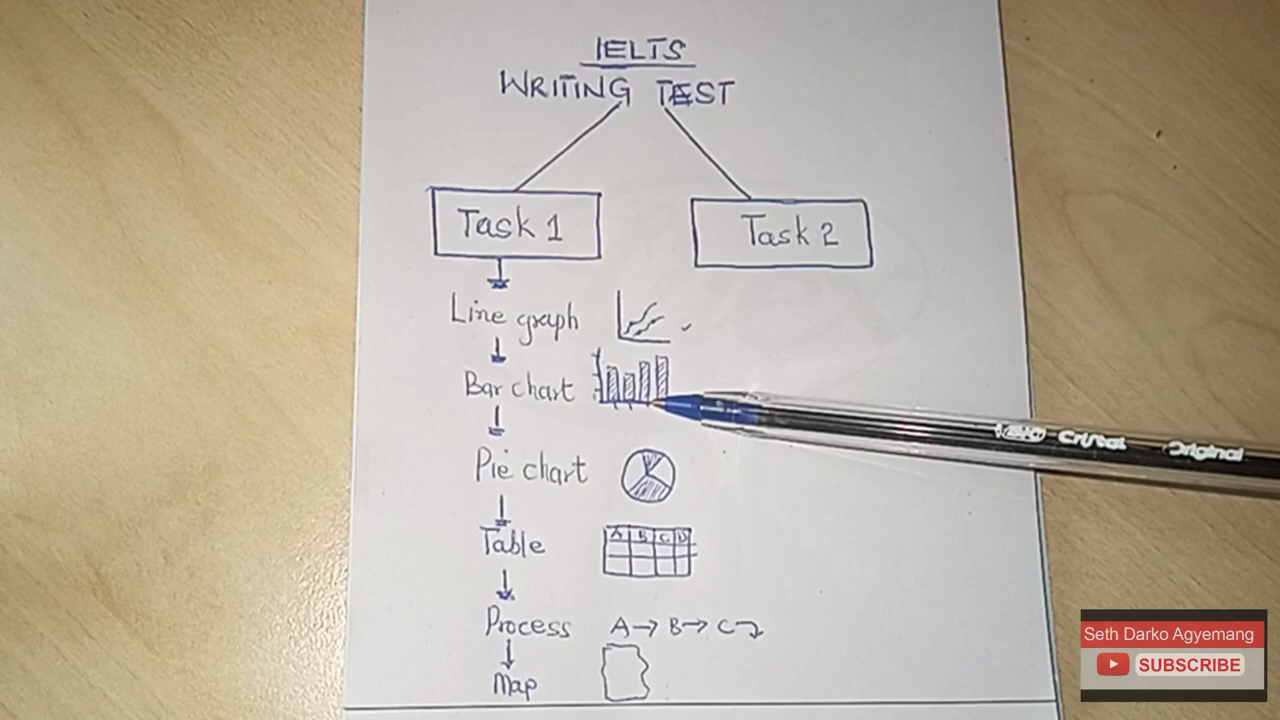 IELTS
WRITING TEST
Task 1
Task 2
Line graph
Bar chart
BIC Cristal Original
Pie chart
Table
A B C D
Process A → B → C
Map
Seth Darko Agyemang
SUBSCRIBE